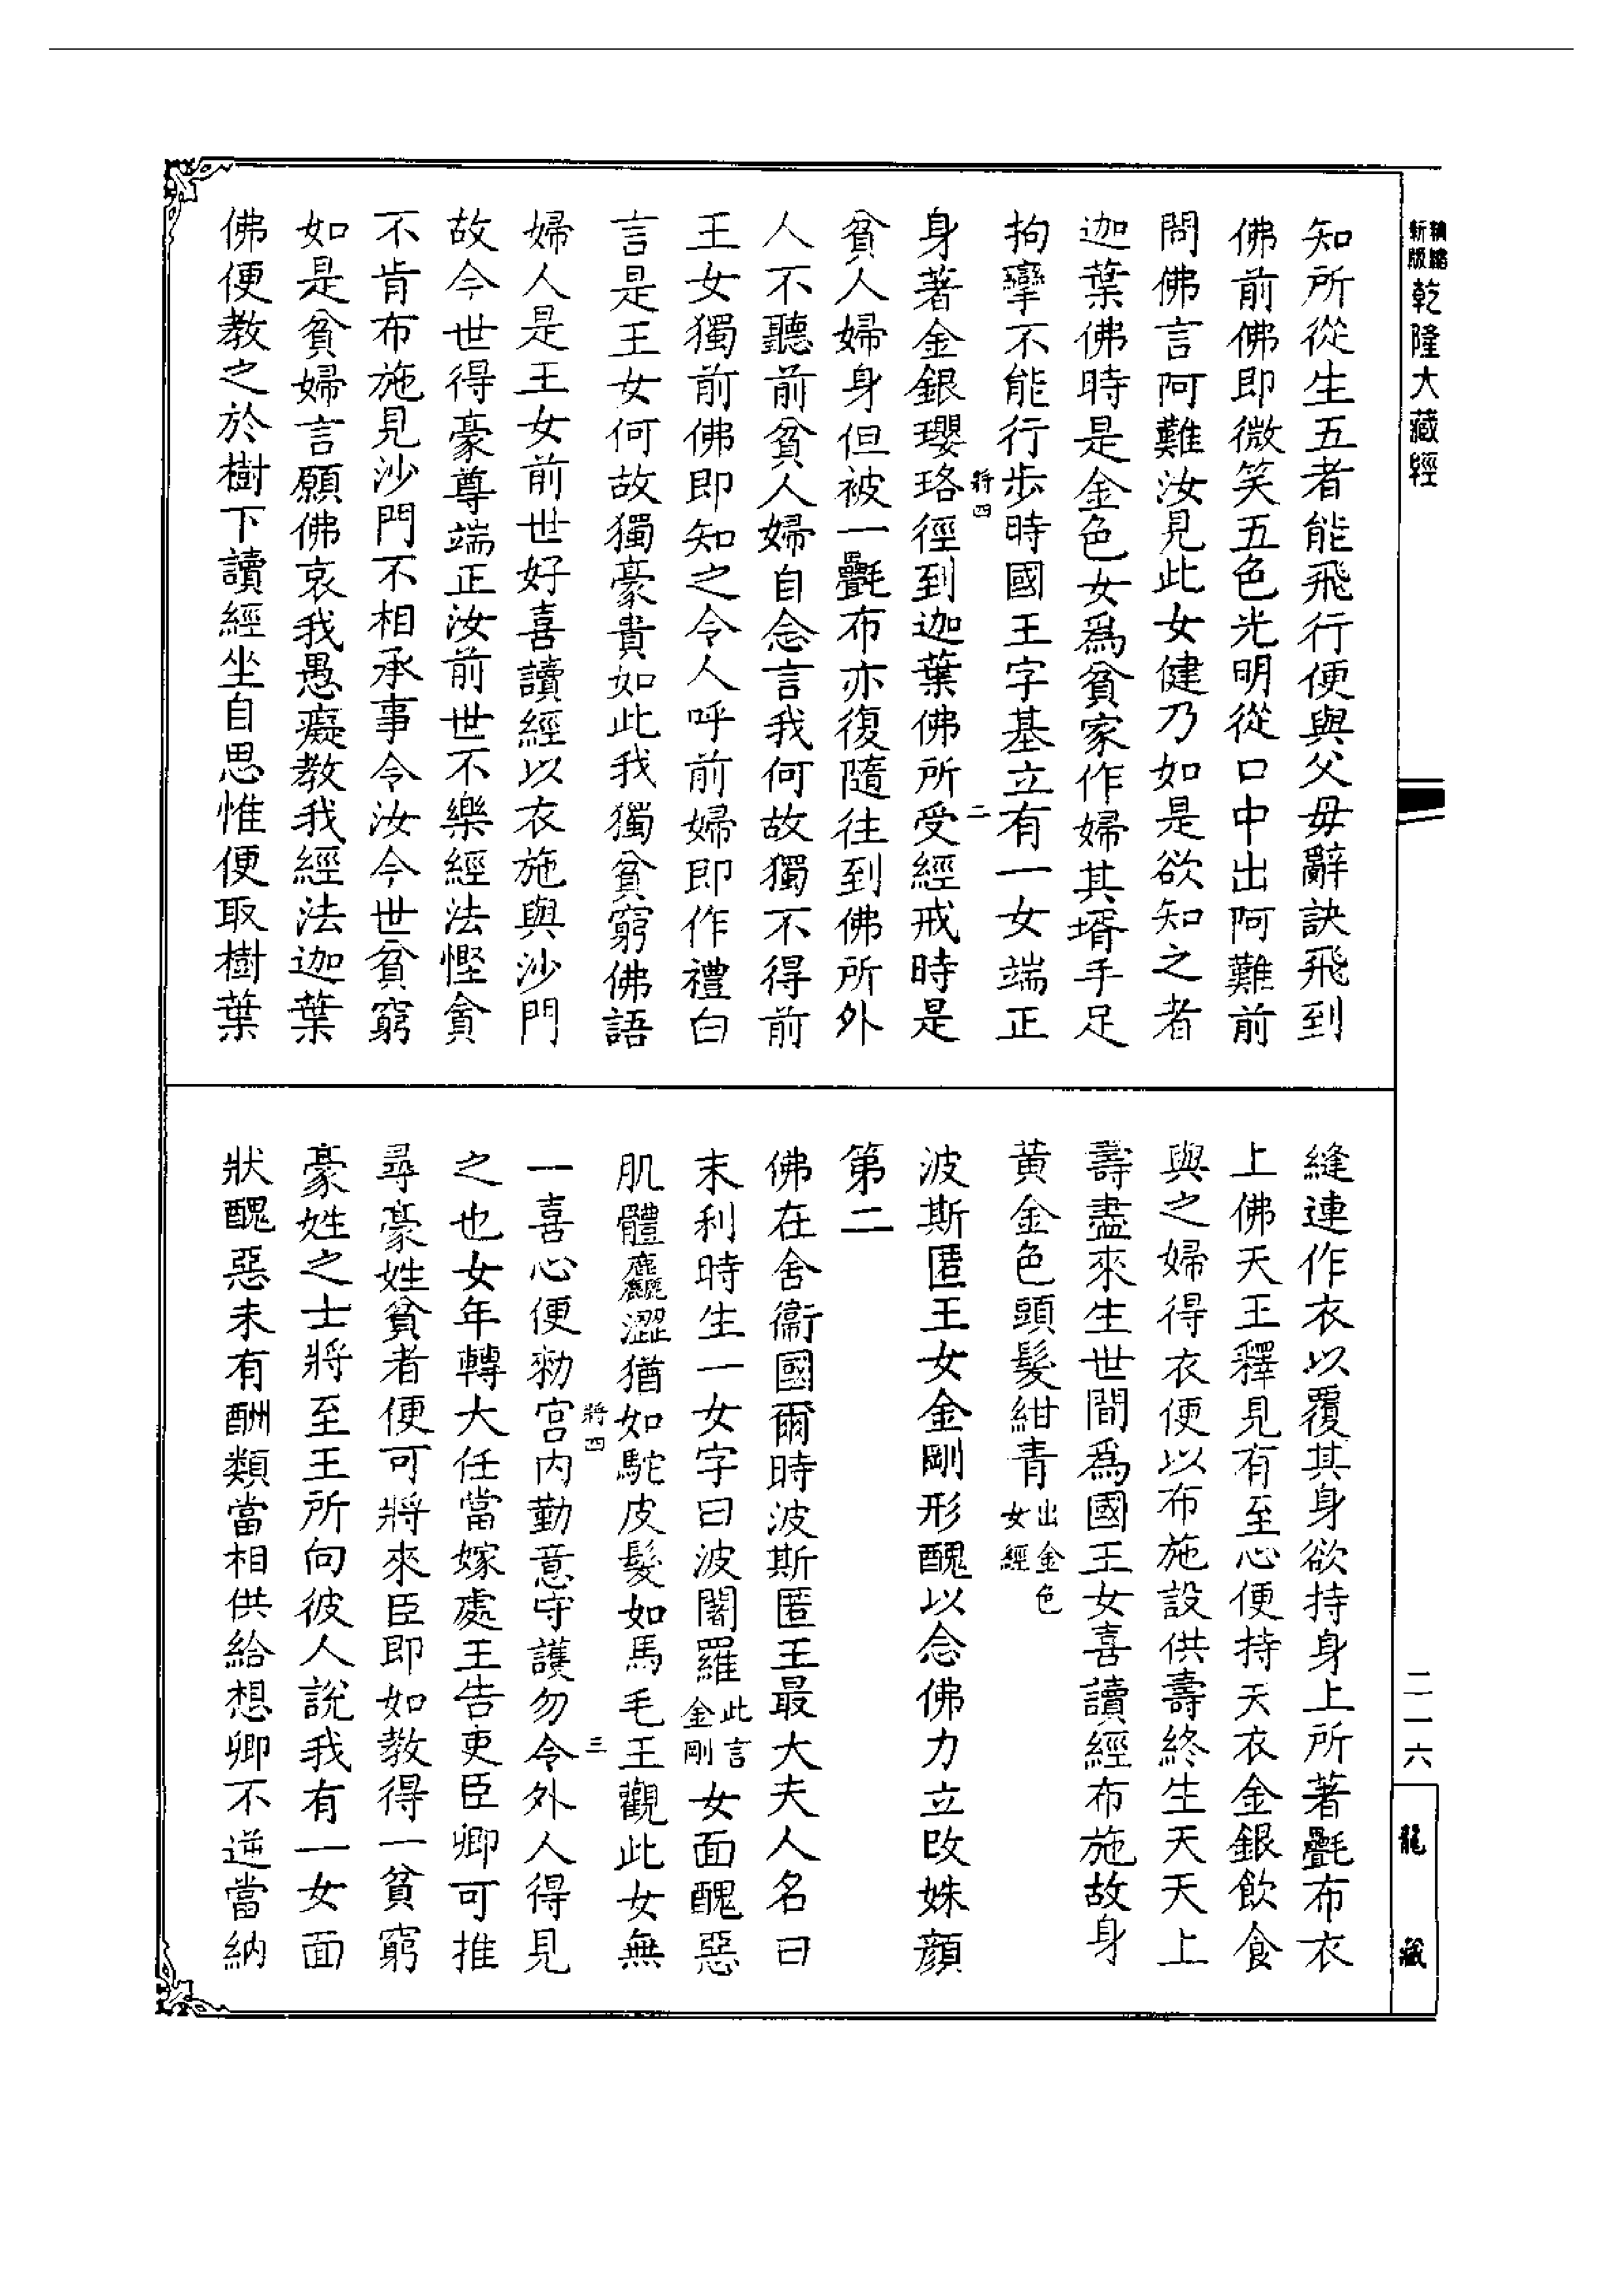 新版 乾隆大藏經
知所從生五者能飛行便與父毋辭訣飛到
佛前佛即微笑五色光明從口中出阿難前
問佛言阿難汝見此女健乃如是欲知之者
迦葉佛時是金色女爲貧家作婦其壻手足
拘攣不能行步時國王字基立有一女端正
將四
二
身著金銀瓔珞徑到迦葉佛所受經戒時是
貧人婦身但被一㲲布亦復隨往到佛所外
人不聽前貧人婦自念言我何故獨不得前
王女獨前佛即知之令人呼前婦即作禮白
言是王女何故獨豪貴如此我獨貧窮佛語
婦人是王女前世好喜讀經以衣施與沙門
故今世得豪尊端正汝前世不樂經法慳貪
不肯布施見沙門不相承事令汝今世貧窮
如是貧婦言願佛哀我愚癡教我經法迦葉
佛便教之於樹下讀經坐自思惟便取樹葉
縫連作衣以覆其身欲持身上所著㲲布衣
上佛天王釋見有至心便持天衣金銀飲食
與之婦得衣便以布施設供壽終生天天上
壽盡來生世間爲國王女喜讀經布施故身
黄金色頭髮紺青出金色女經
波斯匿王女金剛形醜以念佛力立改姝顏
第二
佛在舍衞國爾時波斯匿王最大夫人名曰
末利時生一女字曰波闍羅此言金剛女面醜惡
肌體麤澀猶如駝皮髮如馬毛王觀此女無
將四
三
一喜心便勑宫内勤意守護勿令外人得見
之也女年轉大任當嫁處王告吏臣卿可推
尋豪姓貧者便可將來臣即如教得一貧窮
豪姓之士將至王所向彼人說我有一女面
狀醜惡未有酬類當相供給想卿不逆當納
二一六
龍藏